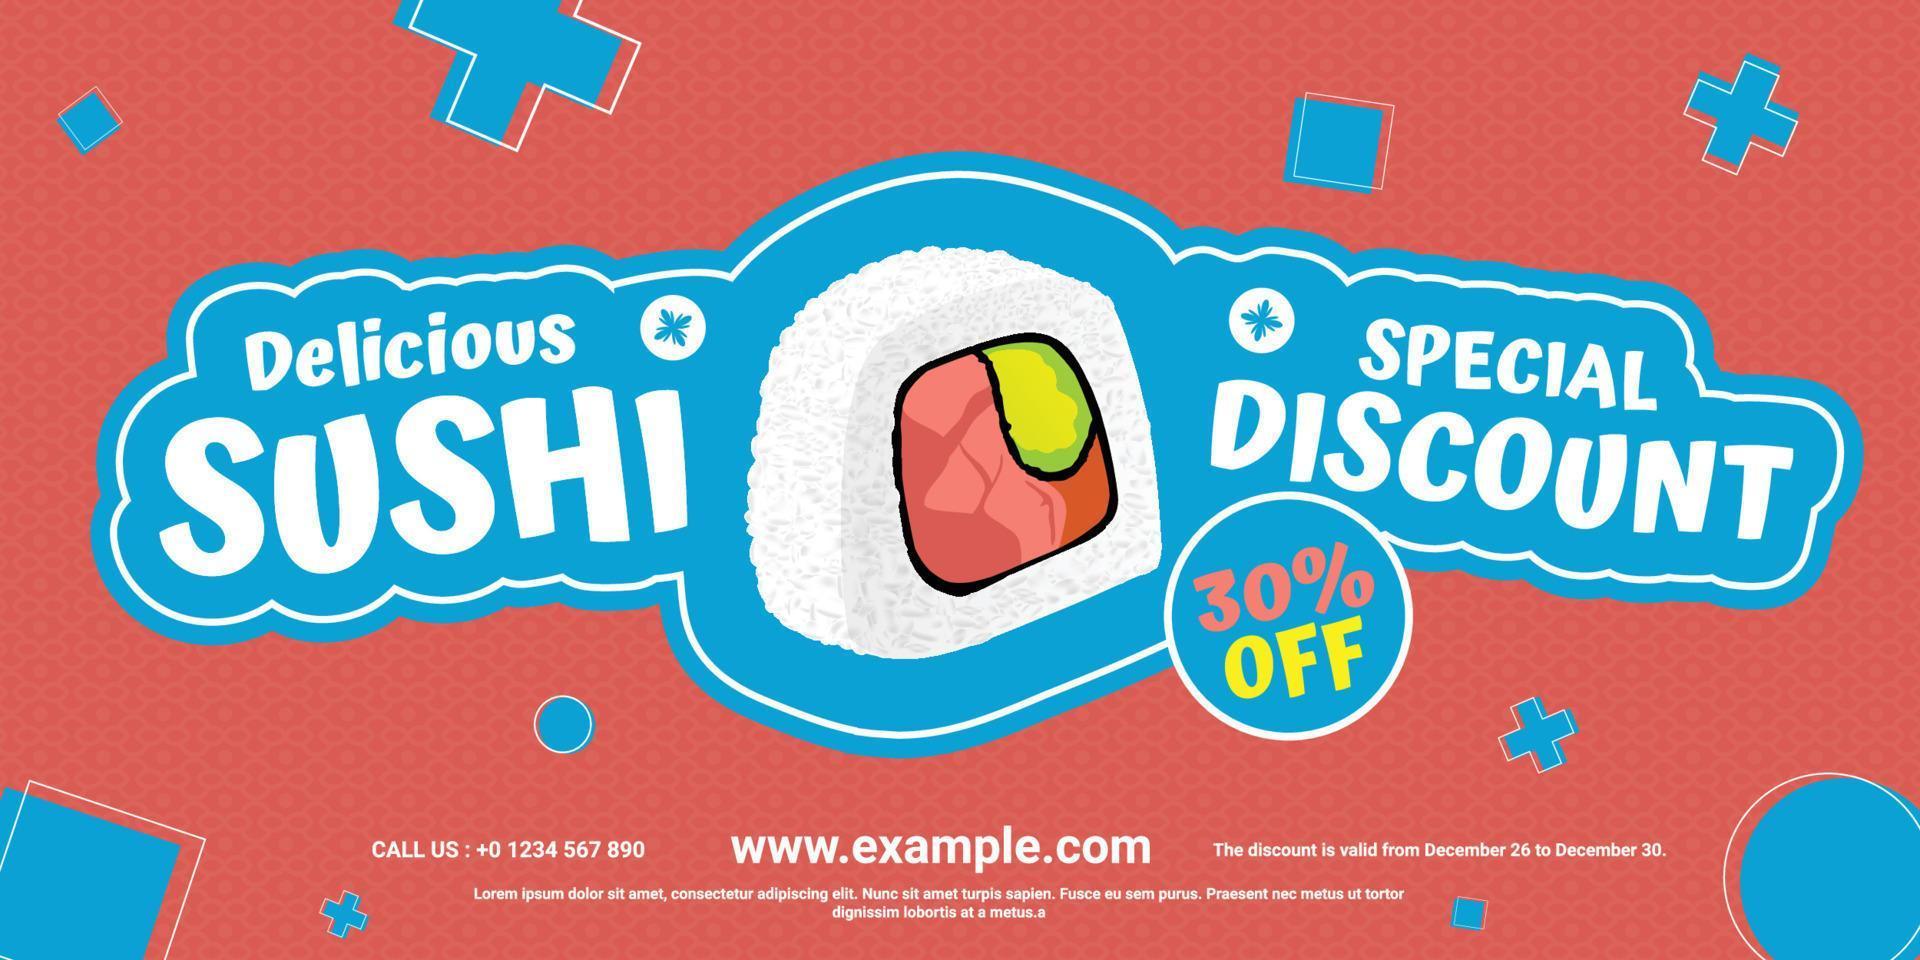 Delicious
SUSHI
SPECIAL
DISCOUNT
30%
OFF
CALL US : +0 1234 567 890
www.example.com
The discount is valid from December 26 to December 30.
Lorem ipsum dolor sit amet, consectetur adipiscing elit. Nunc sit amet turpis sapien. Fusce eu sem purus. Praesent nec metus ut tortor
dignissim lobortis at a metus.a